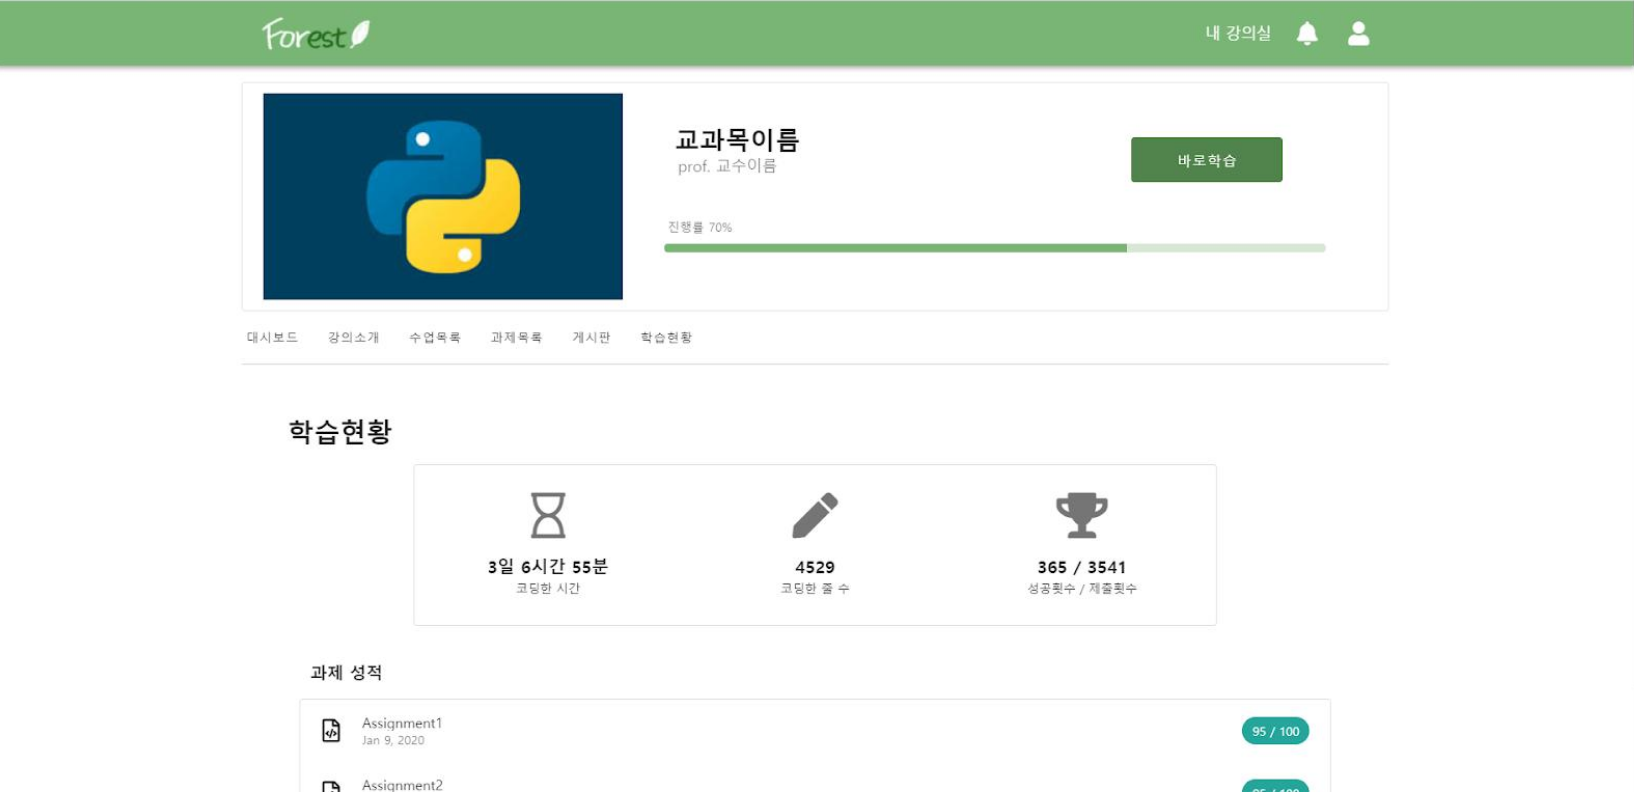 Forest
내 강의실
교과목이름
prof. 교수이름
바로학습
진행률 70%
대시보드 강의소개 수업목록 과제목록 게시판 학습현황
학습현황
3일 6시간 55분
코딩한 시간
4529
코딩한 줄 수
365 / 3541
성공횟수 / 제출횟수
과제 성적
Assignment1
Jan 9, 2020
95 / 100
Assignment2
95 / 100